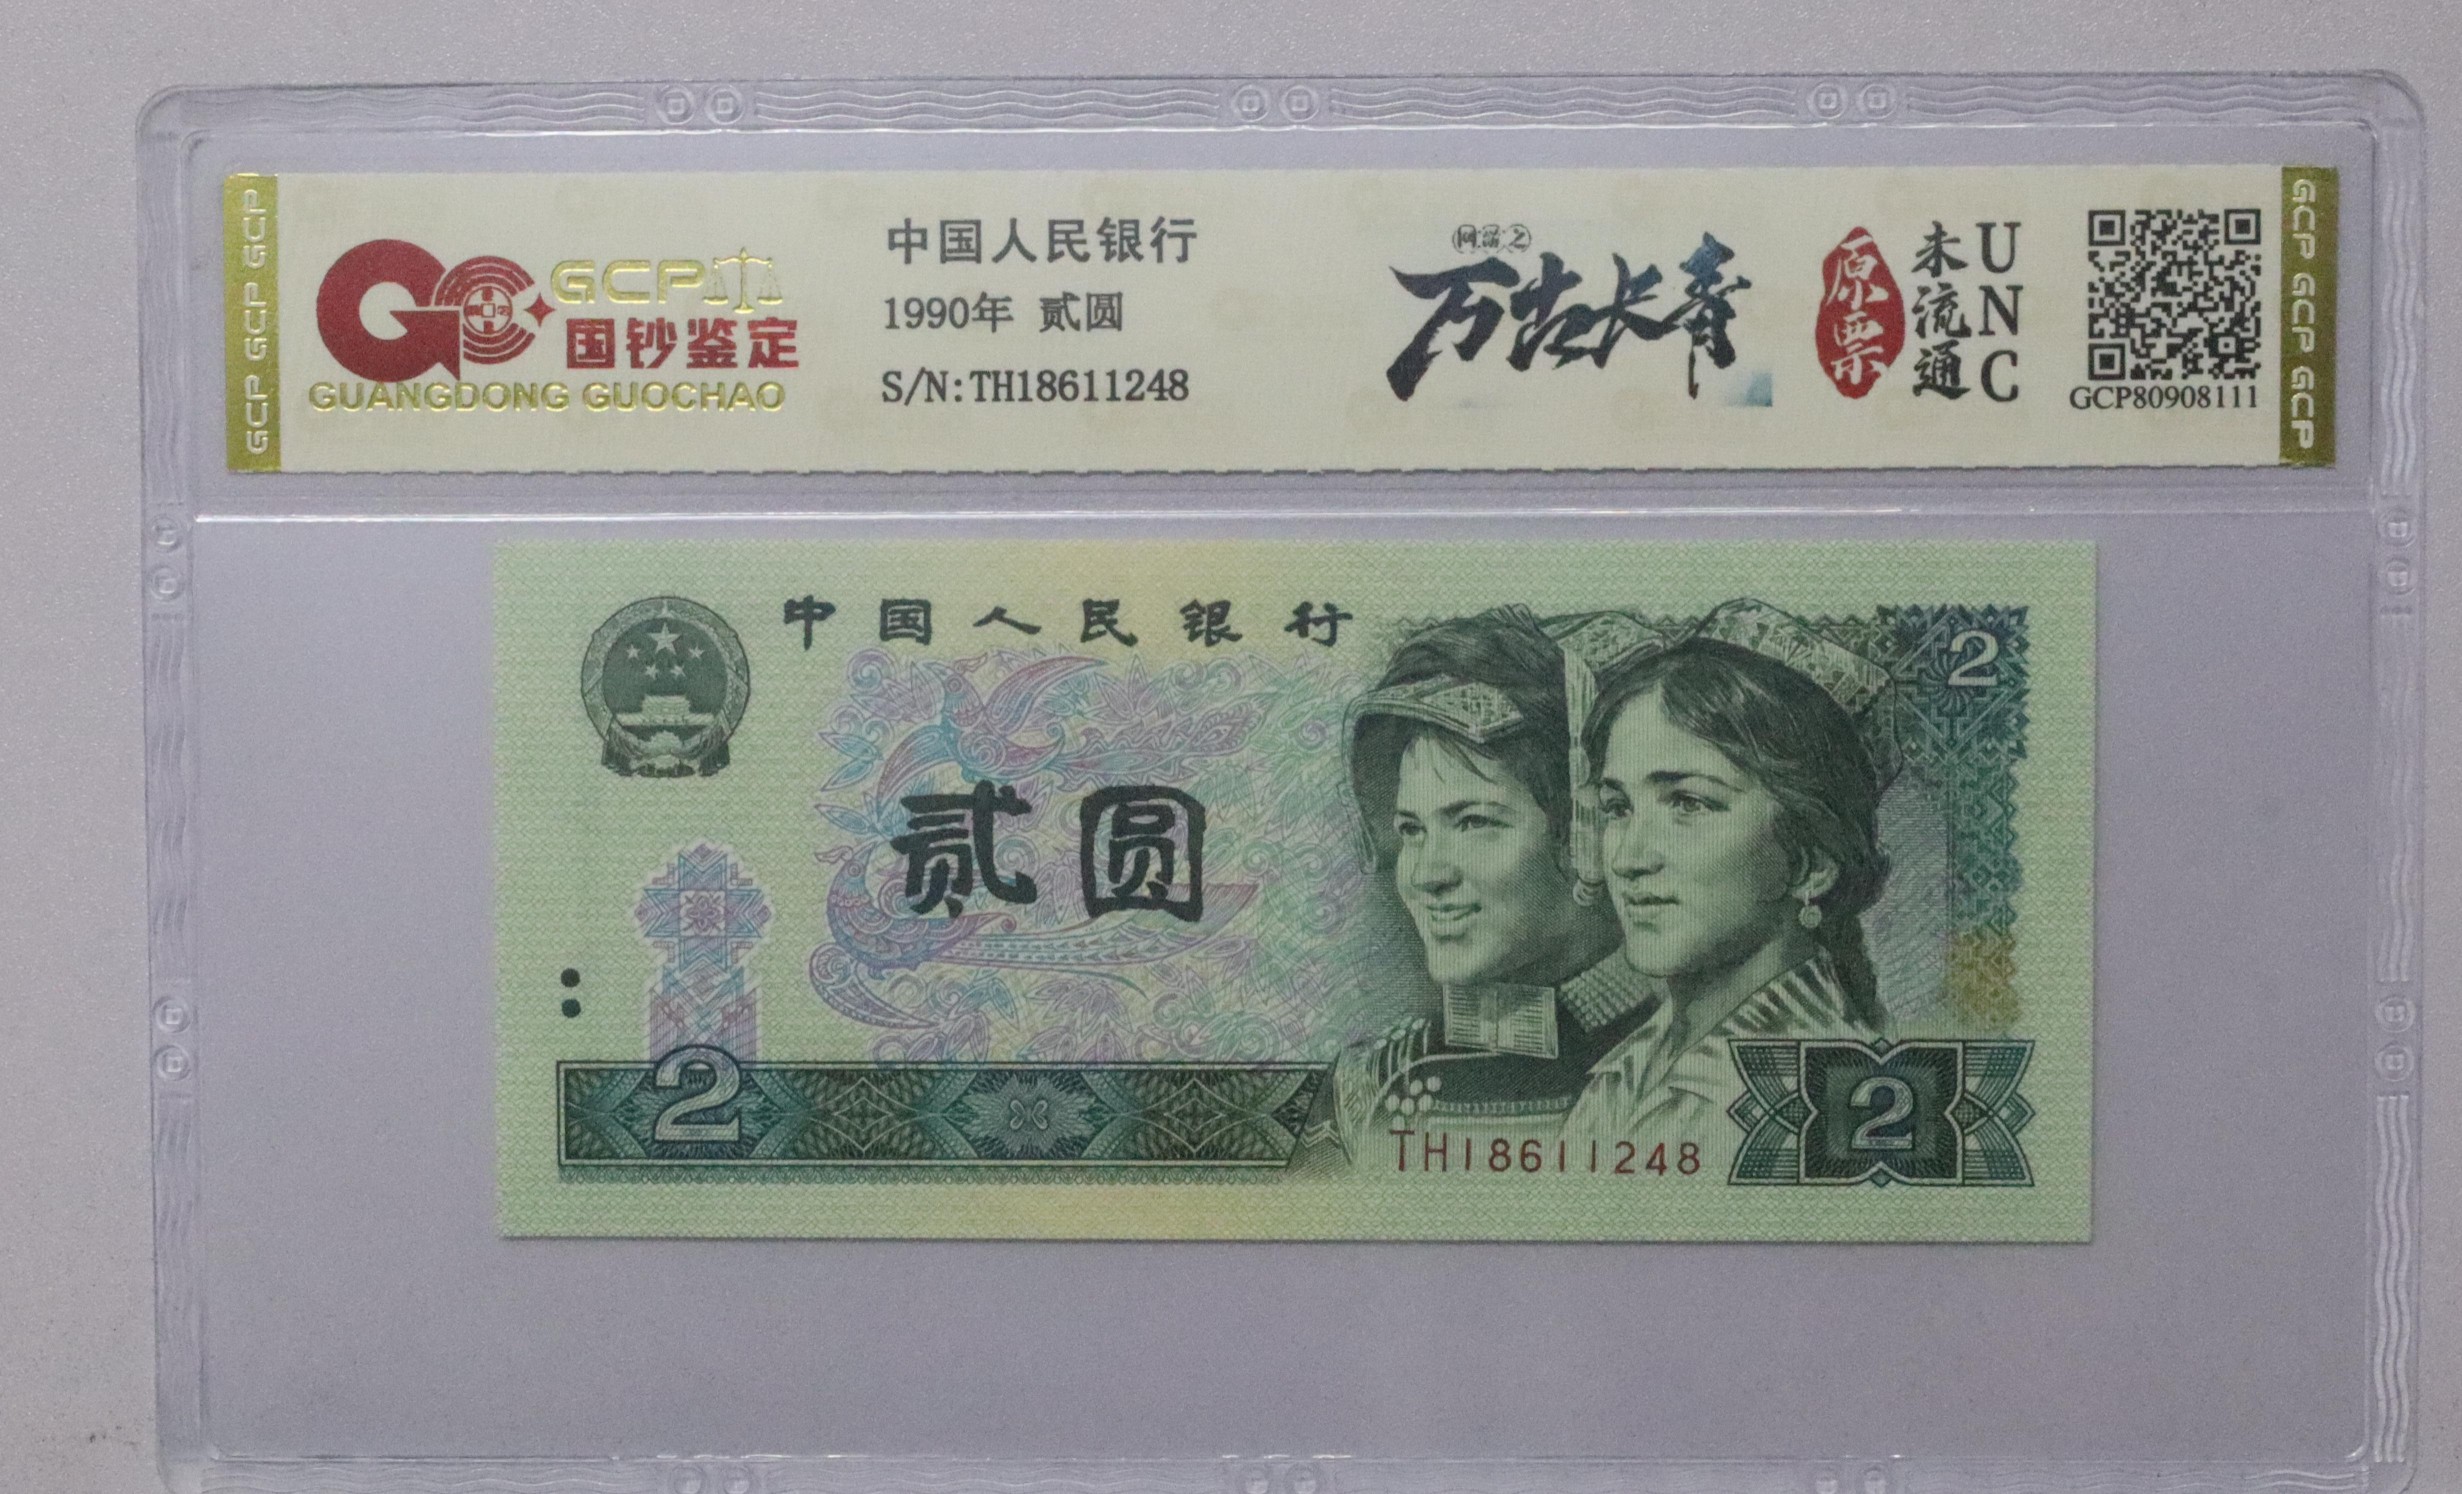 GCP GCP GCP
GCP
国钞鉴定
GUANGDONG GUOCHAO
中国人民银行
1990年 贰圆
S/N:TH18611248
万古长青
原票
未流通
UNC
GCP80908111
GCP GCP GCP
中国人民银行
2
贰圆
2
TH18611248
2